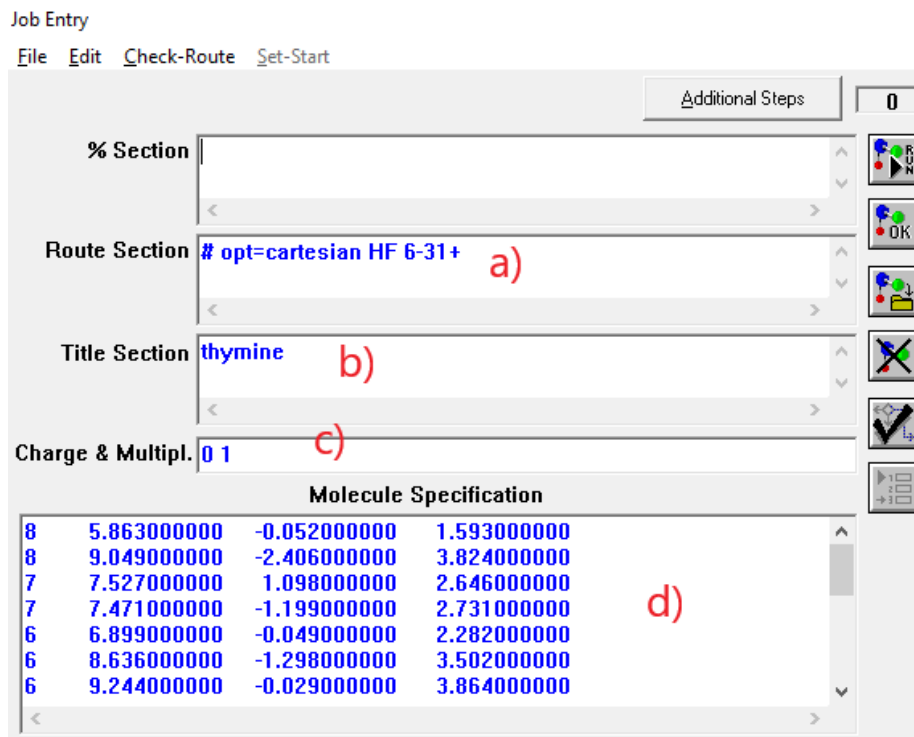 Job Entry
File Edit Check-Route Set-Start
Additional Steps 0
% Section
RUN
OK
Route Section # opt=cartesian HF 6-31+ a)
Title Section thymine b)
Charge & Multipl. 0 1 c)
Molecule Specification
8 5.863000000 -0.052000000 1.593000000
8 9.049000000 -2.406000000 3.824000000
7 7.527000000 1.098000000 2.646000000
7 7.471000000 -1.199000000 2.731000000 d)
6 6.899000000 -0.049000000 2.282000000
6 8.636000000 -1.298000000 3.502000000
6 9.244000000 -0.029000000 3.864000000